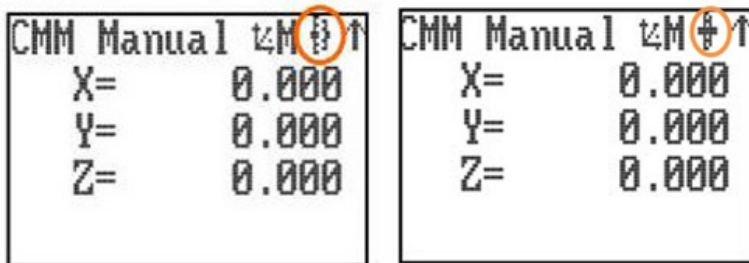 CMM Manual M ↑
X= 0.000
Y= 0.000
Z= 0.000
CMM Manual M ↑
X= 0.000
Y= 0.000
Z= 0.000